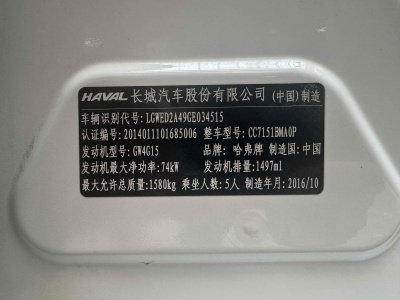 HAVAL 长城汽车股份有限公司 (中国)制造
车辆识别代号: LGWED2A49GE034515
认证编号: 2014011101685006 整车型号: CC7151BMA0P
发动机型号: GW4G15 品牌: 哈弗牌 制造国: 中国
发动机最大净功率: 74kW 发动机排量: 1497ml
最大允许总质量: 1580kg 乘坐人数: 5人 制造年月: 2016/10